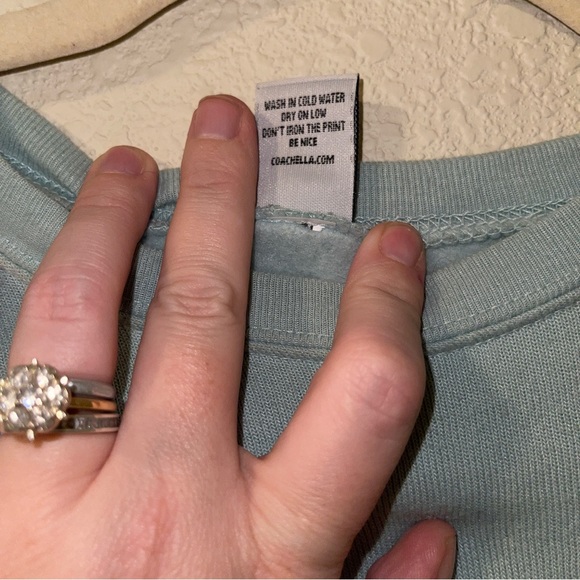 WASH IN COLD WATER
DRY ON LOW
DON'T IRON THE PRINT
BE NICE
COACHELLA.COM